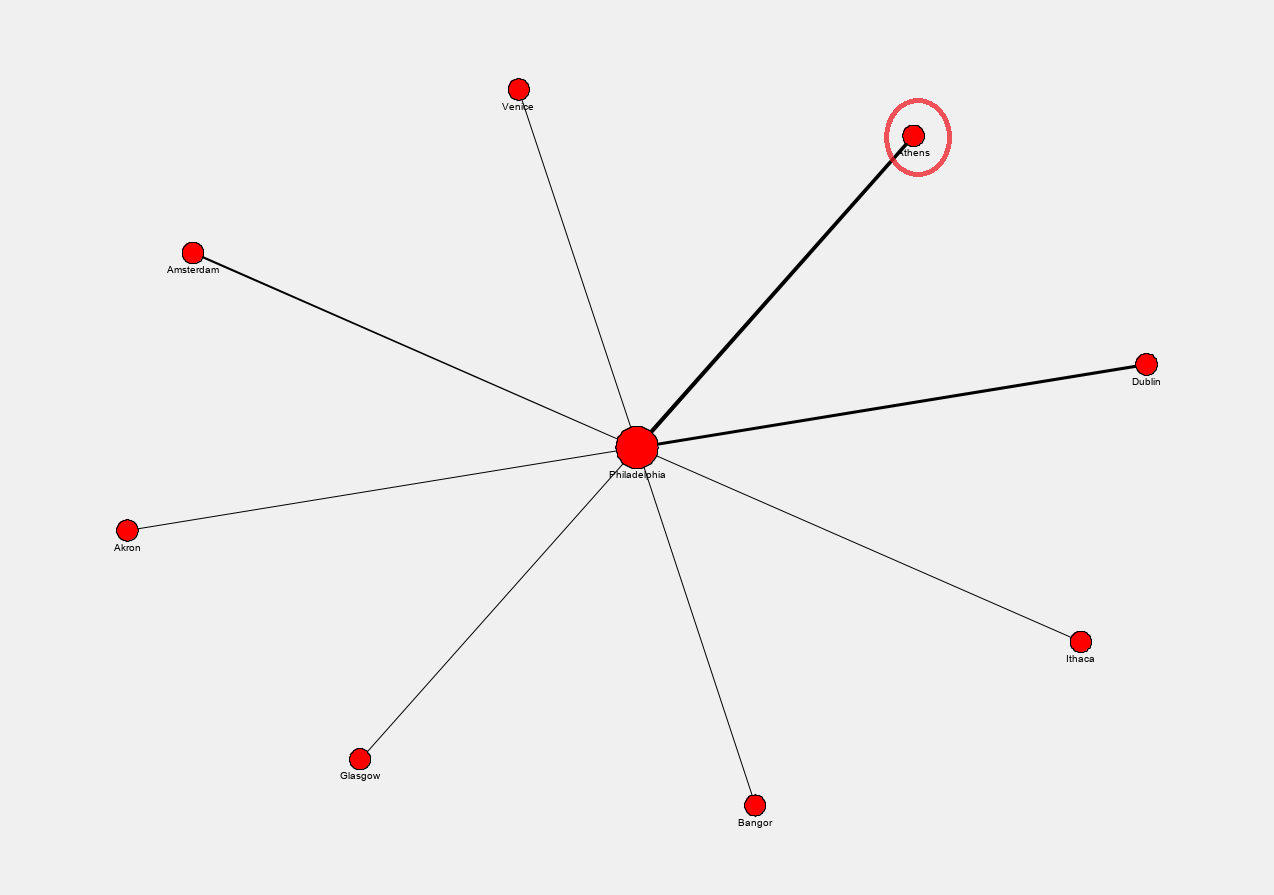 Venice
Athens
Amsterdam
Dublin
Philadelphia
Akron
Ithaca
Glasgow
Bangor